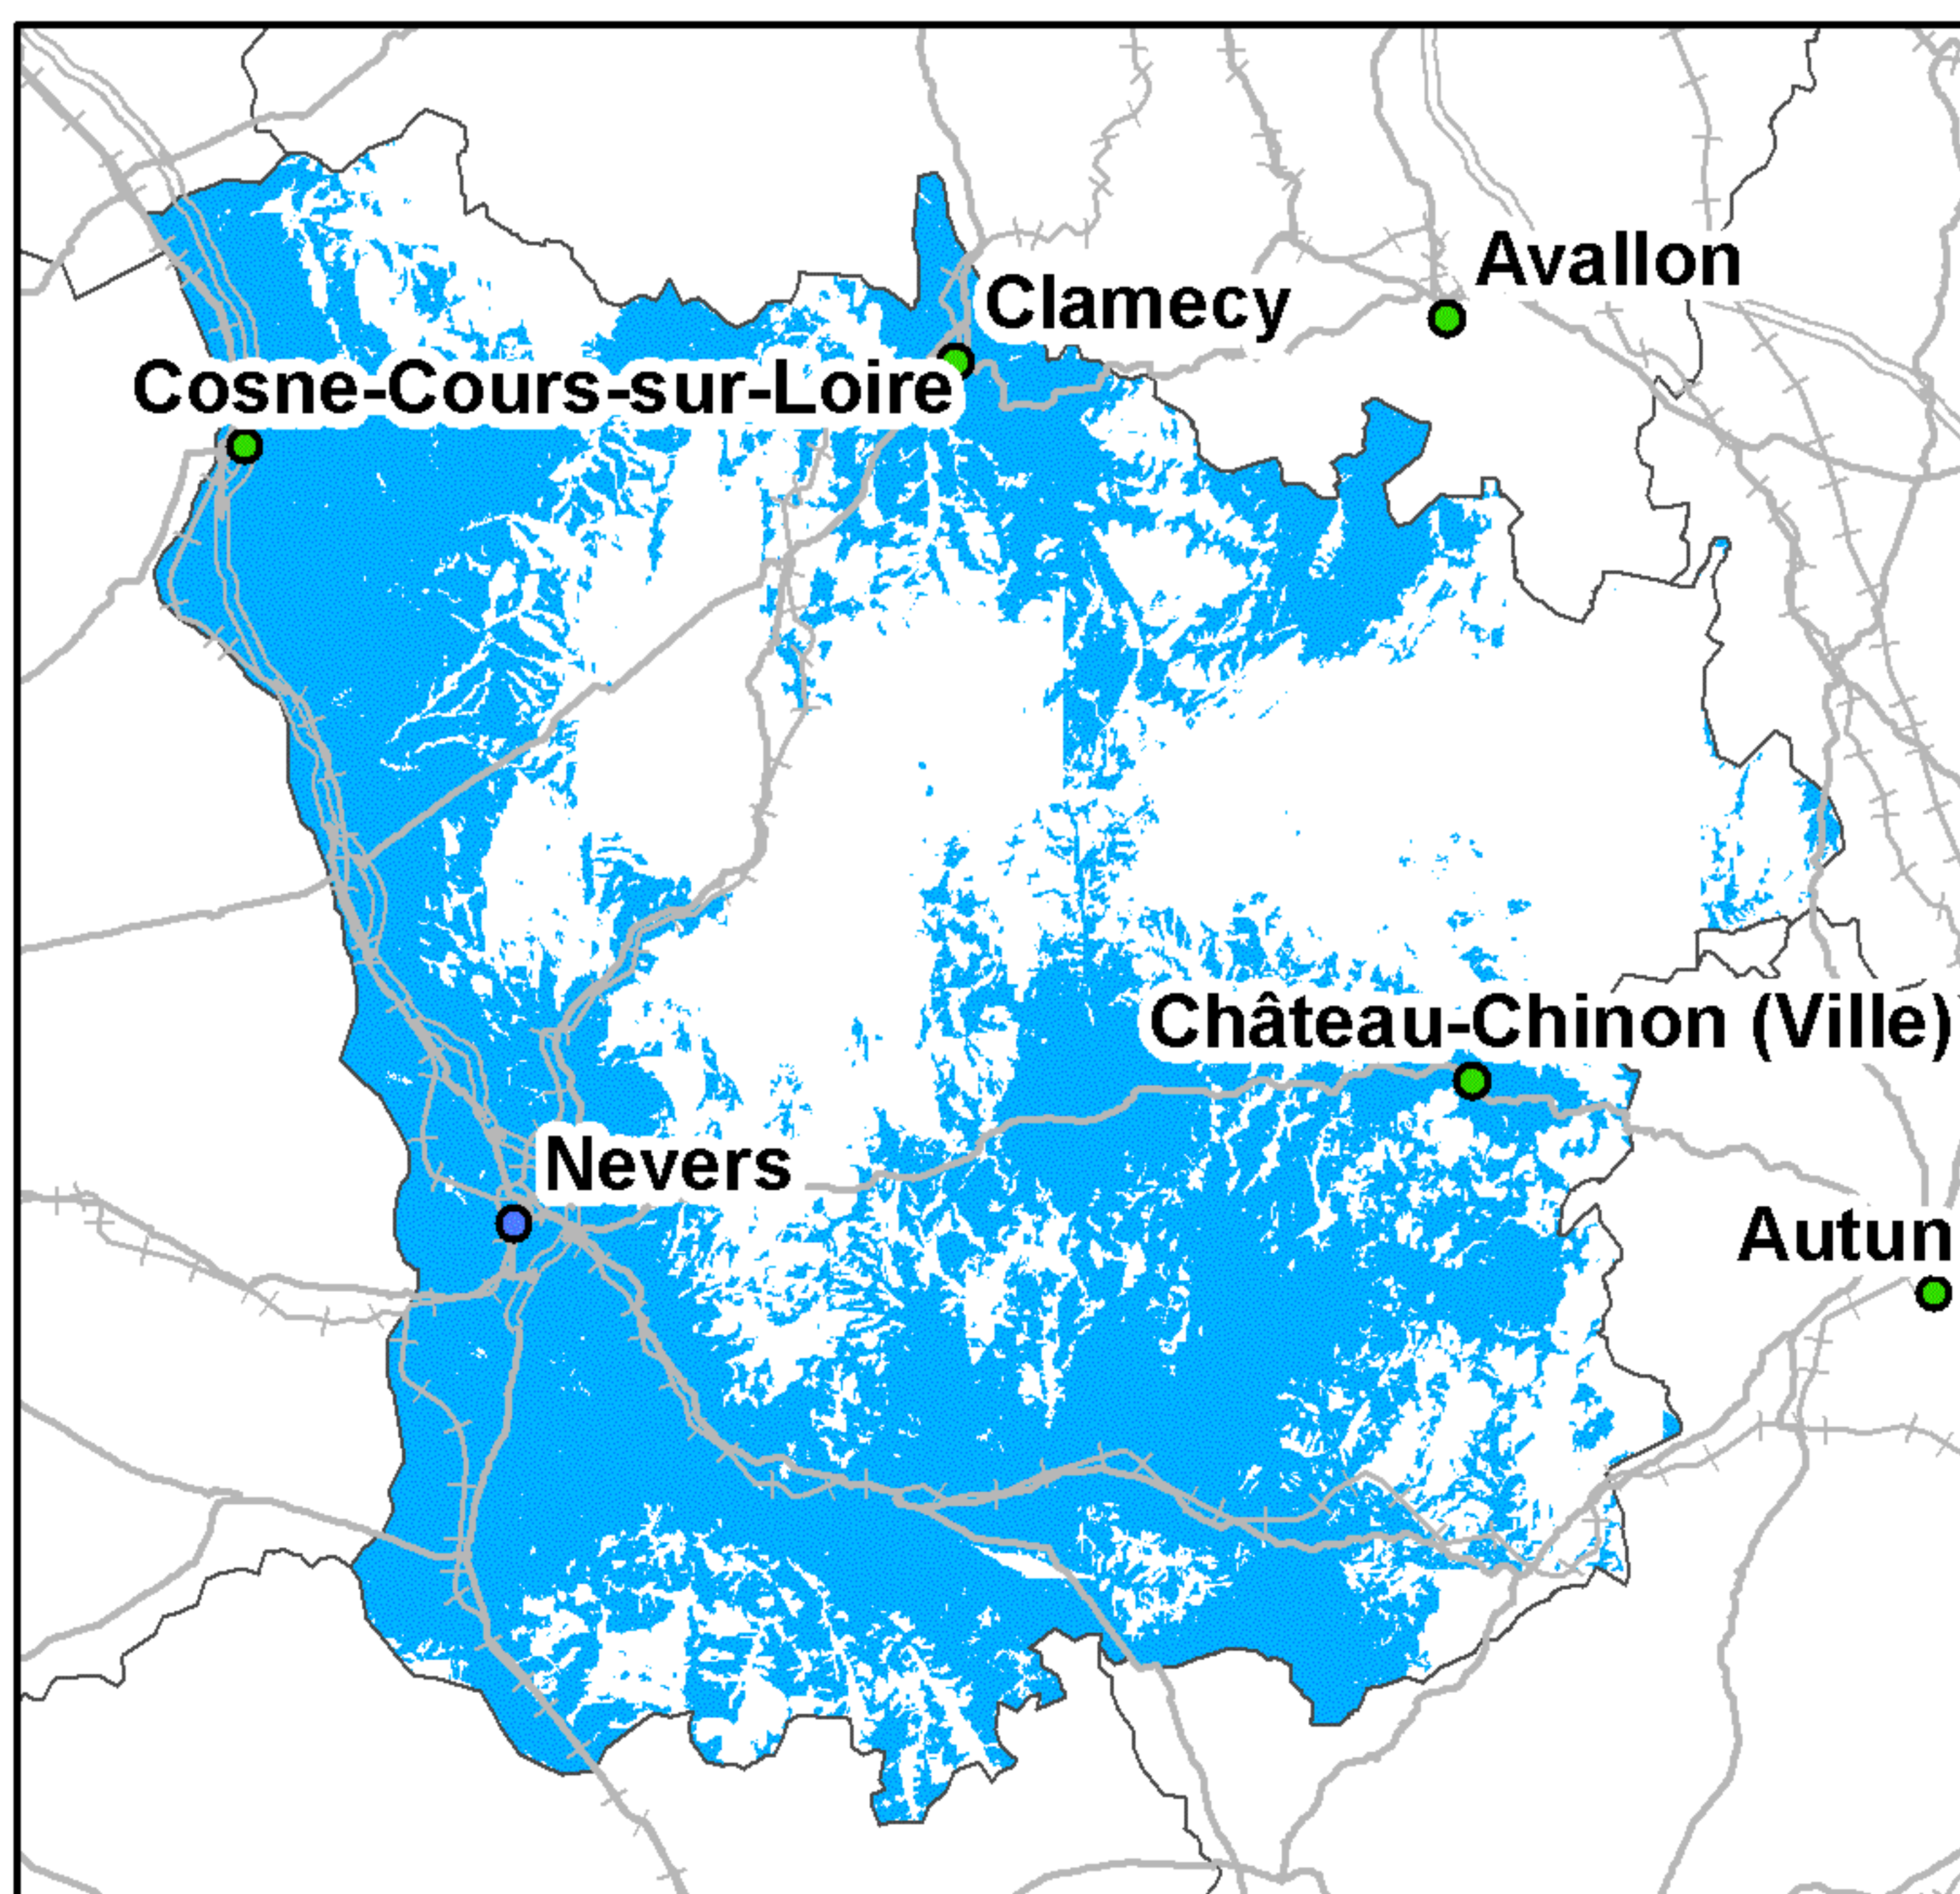 Avallon
Clamecy
Cosne-Cours-sur-Loire
Château-Chinon (Ville)
Nevers
Autun